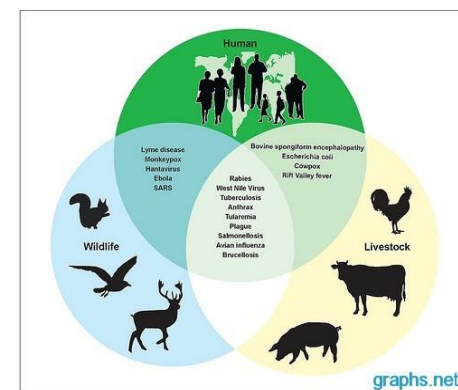 Human
Lyme disease
Monkeypox
Hantavirus
Ebola
SARS
Bovine spongiform encephalopathy
Escherichia coli
Cowpox
Rift Valley fever
Rabies
West Nile Virus
Tuberculosis
Anthrax
Tularemia
Plague
Salmonellosis
Avian influenza
Brucellosis
Wildlife
Livestock
graphs.net